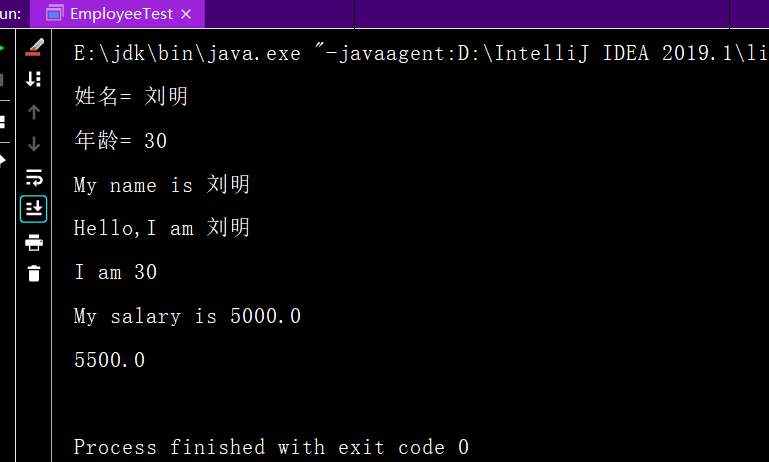 un: EmployeeTest ×
E:\jdk\bin\java.exe "-javaagent:D:\IntelliJ IDEA 2019.1\li
姓名= 刘明
年龄= 30
My name is 刘明
Hello,I am 刘明
I am 30
My salary is 5000.0
5500.0
Process finished with exit code 0